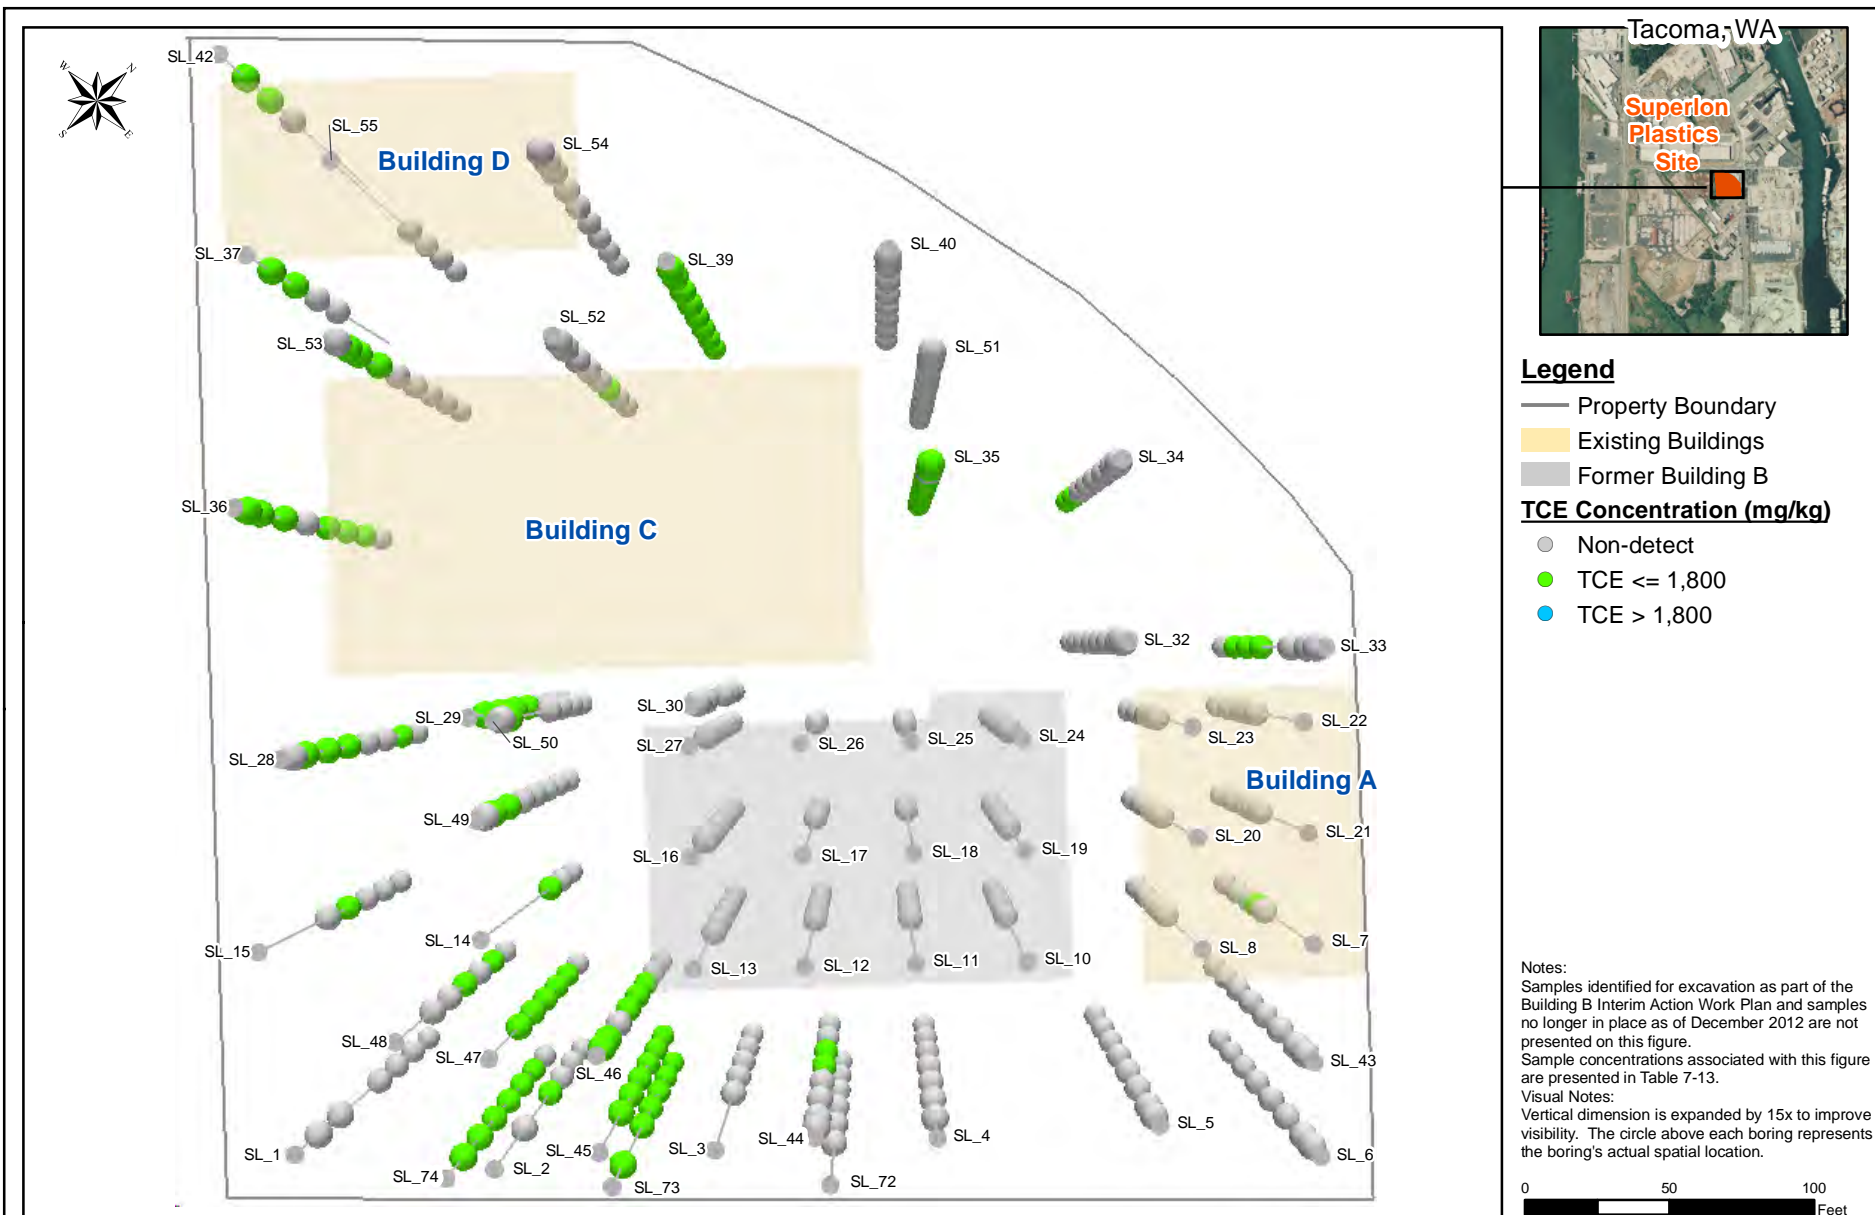 Tacoma, WA
Superlon
Plastics
Site
W
N
S
E
SL_42
SL_55
Building D
SL_54
SL_37
SL_39
SL_40
SL_53
SL_52
SL_51
SL_36
Building C
SL_35
SL_34
SL_32
SL_33
SL_29
SL_50
SL_28
SL_30
SL_27
SL_26
SL_25
SL_24
SL_23
SL_22
Building A
SL_49
SL_16
SL_17
SL_18
SL_19
SL_20
SL_21
SL_15
SL_14
SL_13
SL_12
SL_11
SL_10
SL_8
SL_7
SL_48
SL_47
SL_46
SL_43
SL_1
SL_74
SL_2
SL_45
SL_73
SL_3
SL_44
SL_72
SL_4
SL_5
SL_6
Legend
Property Boundary
Existing Buildings
Former Building B
TCE Concentration (mg/kg)
Non-detect
TCE <= 1,800
TCE > 1,800
Notes:
Samples identified for excavation as part of the
Building B Interim Action Work Plan and samples
no longer in place as of December 2012 are not
presented on this figure.
Sample concentrations associated with this figure
are presented in Table 7-13.
Visual Notes:
Vertical dimension is expanded by 15x to improve
visibility. The circle above each boring represents
the boring's actual spatial location.
0 50 100
Feet